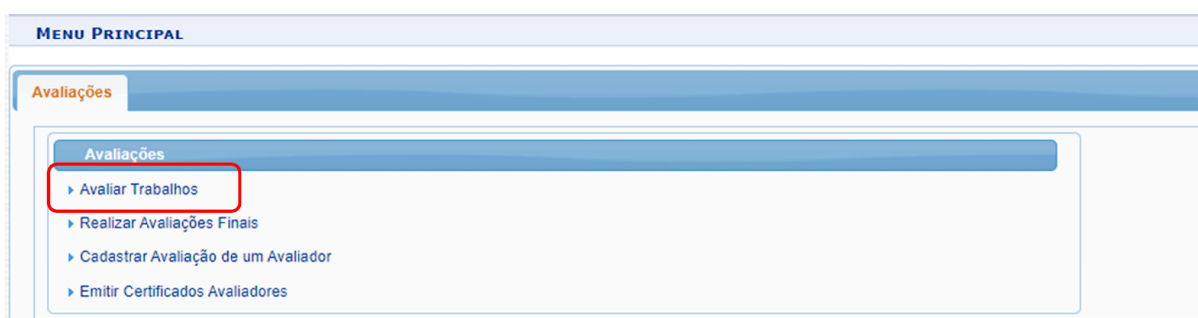 MENU PRINCIPAL
Avaliações
Avaliações
Avaliar Trabalhos
Realizar Avaliações Finais
Cadastrar Avaliação de um Avaliador
Emitir Certificados Avaliadores